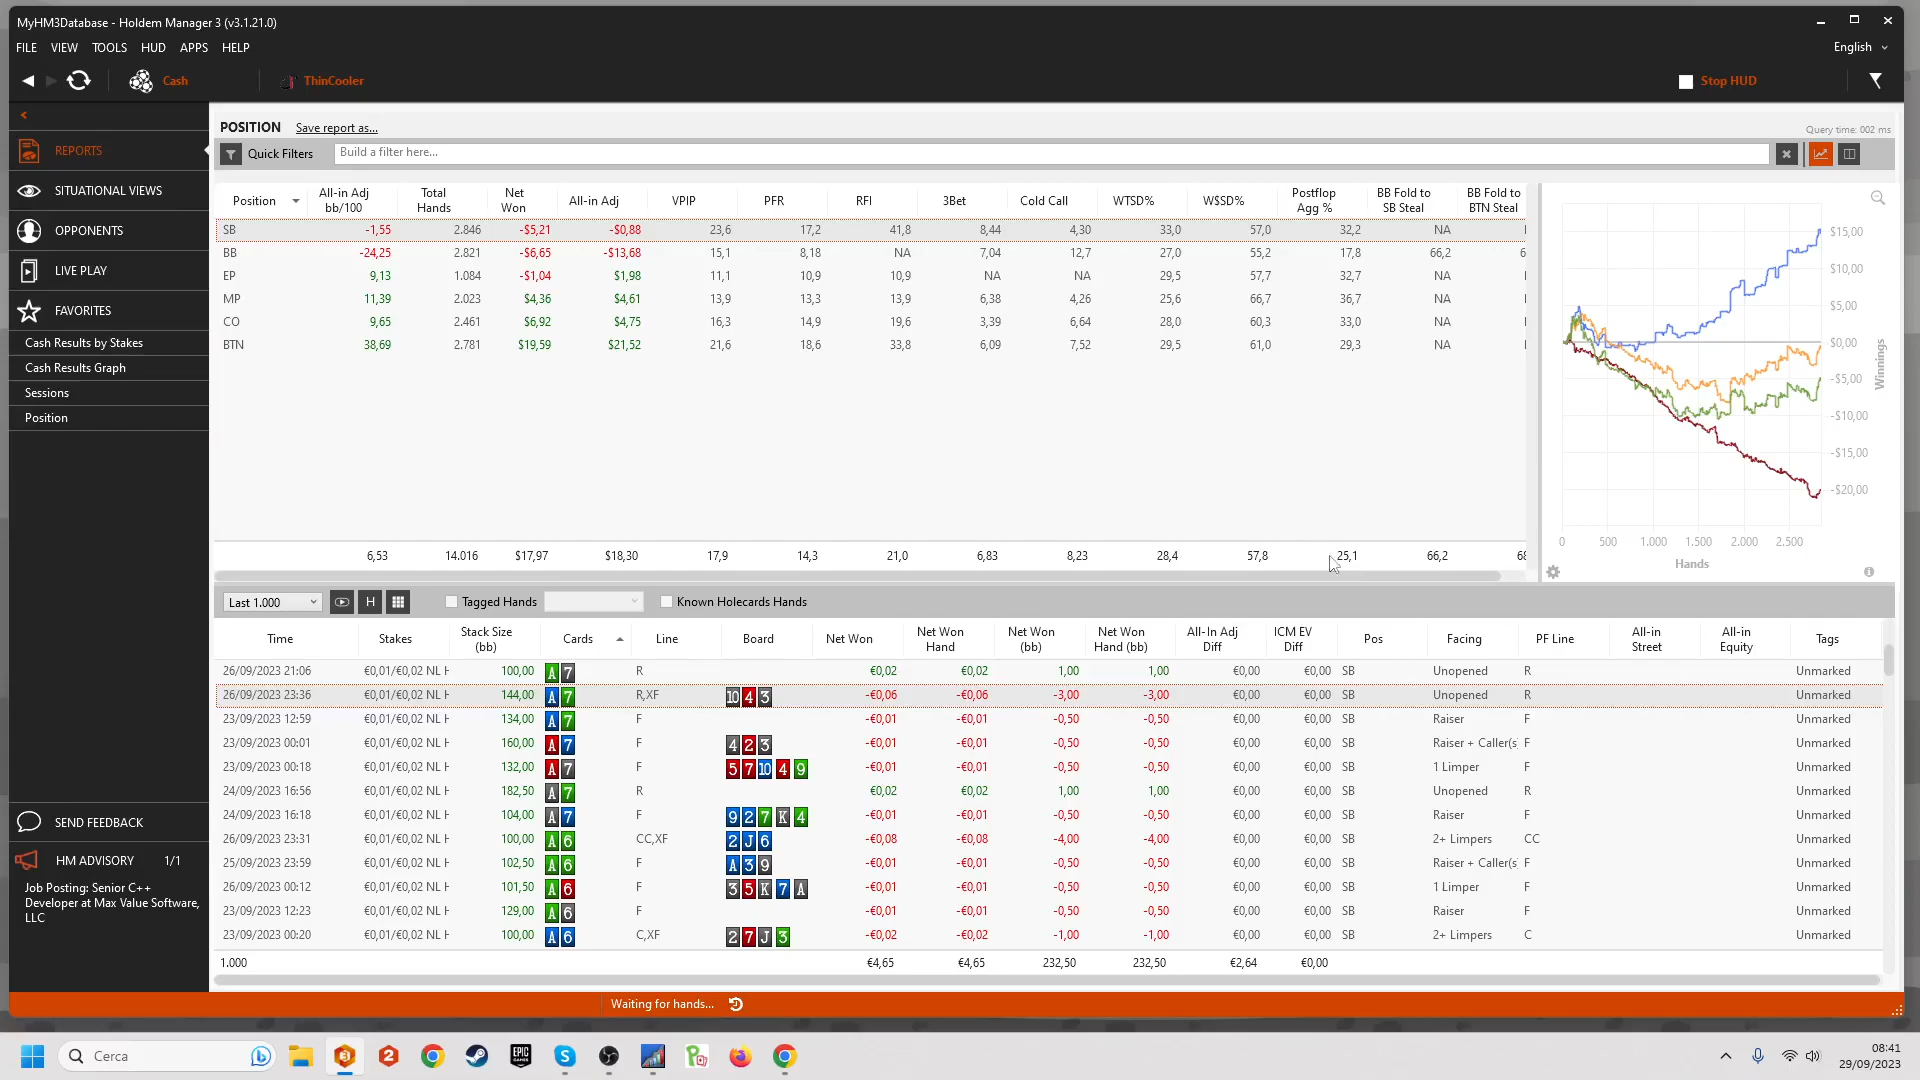 MyHM3Database - Holdem Manager 3 (v3.1.21.0)
FILE VIEW TOOLS HUD APPS HELP
English
Cash
ThinCooler
Stop HUD
REPORTS
SITUATIONAL VIEWS
OPPONENTS
LIVE PLAY
FAVORITES
Cash Results by Stakes
Cash Results Graph
Sessions
Position
SEND FEEDBACK
HM ADVISORY 1/1
Job Posting: Senior C++
Developer at Max Value Software,
LLC
POSITION Save report as...
Query time: 002 ms
Quick Filters Build a filter here...
Position All-in Adj bb/100 Total Hands Net Won All-in Adj VPIP PFR RFI 3Bet Cold Call WTSD% W$SD% Postflop Agg % BB Fold to SB Steal BB Fold to BTN Steal
SB -1,55 2.846 -$5,21 -$0,88 23,6 17,2 41,8 8,44 4,30 33,0 57,0 32,2 NA
BB -24,25 2.821 -$6,65 -$13,68 15,1 8,18 NA 7,04 12,7 27,0 55,2 17,8 66,2 6
EP 9,13 1.084 -$1,04 $1,98 11,1 10,9 10,9 NA NA 29,5 57,7 32,7 NA
MP 11,39 2.023 $4,36 $4,61 13,9 13,3 13,9 6,38 4,26 25,6 66,7 36,7 NA
CO 9,65 2.461 $6,92 $4,75 16,3 14,9 19,6 3,39 6,64 28,0 60,3 33,0 NA
BTN 38,69 2.781 $19,59 $21,52 21,6 18,6 33,8 6,09 7,52 29,5 61,0 29,3 NA
6,53 14.016 $17,97 $18,30 17,9 14,3 21,0 6,83 8,23 28,4 57,8 25,1 66,2 68
$15,00
$10,00
$5,00
$0,00
-$5,00
-$10,00
-$15,00
-$20,00
Winnings
0 500 1.000 1.500 2.000 2.500
Hands
Last 1.000 H Tagged Hands Known Holecards Hands
Time Stakes Stack Size (bb) Cards Line Board Net Won Net Won Hand Net Won (bb) Net Won Hand (bb) All-In Adj Diff ICM EV Diff Pos Facing PF Line All-in Street All-in Equity Tags
26/09/2023 21:06 €0,01/€0,02 NL H 100,00 A 7 R €0,02 €0,02 1,00 1,00 €0,00 €0,00 SB Unopened R Unmarked
26/09/2023 23:36 €0,01/€0,02 NL H 144,00 A 7 R,XF 10 4 3 -€0,06 -€0,06 -3,00 -3,00 €0,00 €0,00 SB Unopened R Unmarked
23/09/2023 12:59 €0,01/€0,02 NL H 134,00 A 7 F -€0,01 -€0,01 -0,50 -0,50 €0,00 €0,00 SB Raiser F Unmarked
23/09/2023 00:01 €0,01/€0,02 NL H 160,00 A 7 F 4 2 3 -€0,01 -€0,01 -0,50 -0,50 €0,00 €0,00 SB Raiser + Caller(s F Unmarked
23/09/2023 00:18 €0,01/€0,02 NL H 132,00 A 7 F 5 7 10 4 9 -€0,01 -€0,01 -0,50 -0,50 €0,00 €0,00 SB 1 Limper F Unmarked
24/09/2023 16:56 €0,01/€0,02 NL H 182,50 A 7 R €0,02 €0,02 1,00 1,00 €0,00 €0,00 SB Unopened R Unmarked
24/09/2023 16:18 €0,01/€0,02 NL H 104,00 A 7 F 9 2 7 K 4 -€0,01 -€0,01 -0,50 -0,50 €0,00 €0,00 SB Raiser F Unmarked
26/09/2023 23:31 €0,01/€0,02 NL H 100,00 A 6 CC,XF 2 J 6 -€0,08 -€0,08 -4,00 -4,00 €0,00 €0,00 SB 2+ Limpers CC Unmarked
25/09/2023 23:59 €0,01/€0,02 NL H 102,50 A 6 F A 3 9 -€0,01 -€0,01 -0,50 -0,50 €0,00 €0,00 SB Raiser + Caller(s F Unmarked
26/09/2023 00:12 €0,01/€0,02 NL H 101,50 A 6 F 3 5 K 7 A -€0,01 -€0,01 -0,50 -0,50 €0,00 €0,00 SB 1 Limper F Unmarked
23/09/2023 12:23 €0,01/€0,02 NL H 129,00 A 6 F -€0,01 -€0,01 -0,50 -0,50 €0,00 €0,00 SB Raiser F Unmarked
23/09/2023 00:20 €0,01/€0,02 NL H 100,00 A 6 C,XF 2 7 J 3 -€0,02 -€0,02 -1,00 -1,00 €0,00 €0,00 SB 2+ Limpers C Unmarked
1.000 €4,65 €4,65 232,50 232,50 €2,64 €0,00
Waiting for hands...
Cerca
EPIC GAMES
08:41
29/09/2023